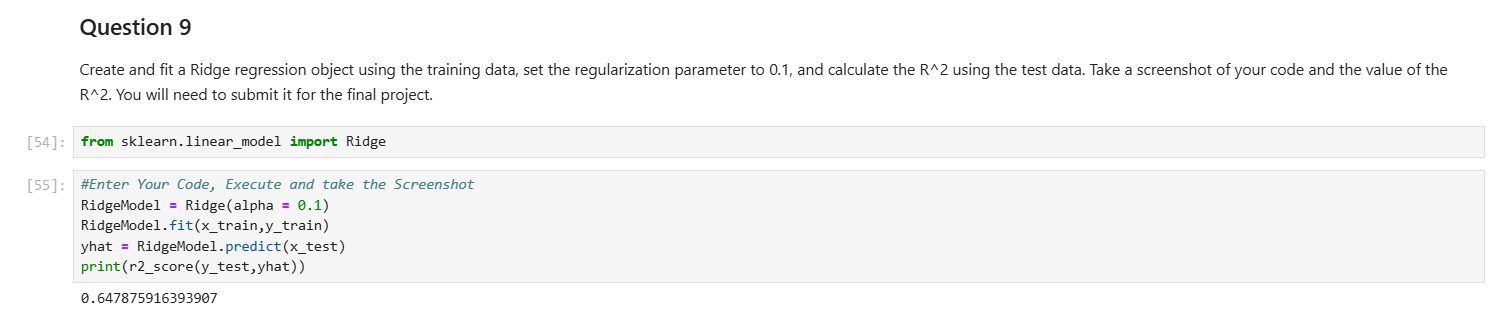 Question 9
Create and fit a Ridge regression object using the training data, set the regularization parameter to 0.1, and calculate the R^2 using the test data. Take a screenshot of your code and the value of the
R^2. You will need to submit it for the final project.
[54]: from sklearn.linear_model import Ridge
[55]: #Enter Your Code, Execute and take the Screenshot
RidgeModel = Ridge(alpha = 0.1)
RidgeModel.fit(x_train,y_train)
yhat = RidgeModel.predict(x_test)
print(r2_score(y_test,yhat))
0.647875916393907